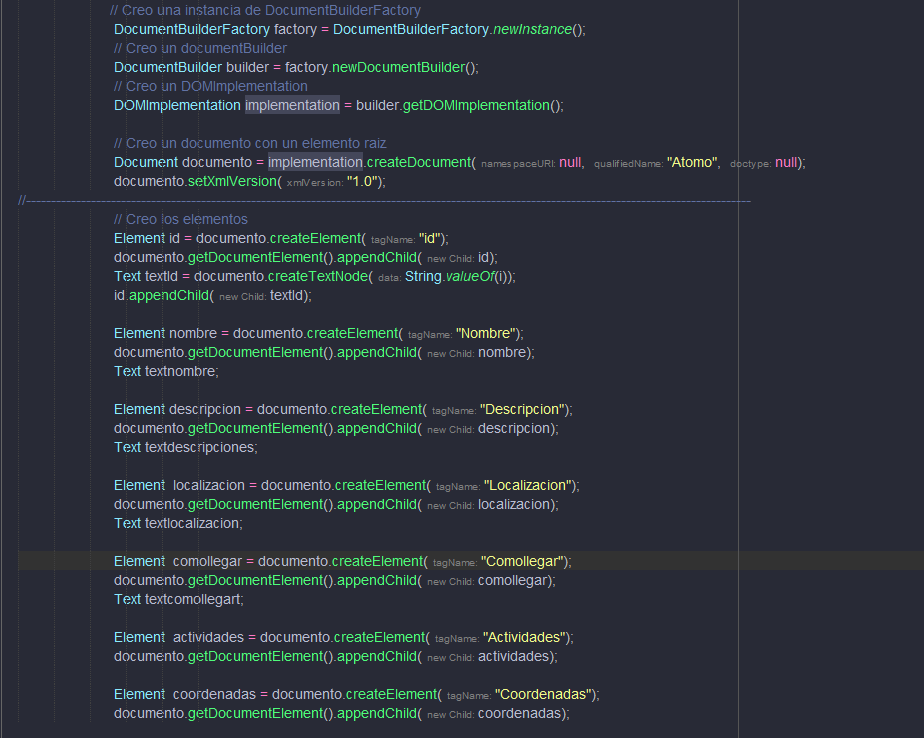 // Creo una instancia de DocumentBuilderFactory
DocumentBuilderFactory factory = DocumentBuilderFactory.newInstance();
// Creo un documentBuilder
DocumentBuilder builder = factory.newDocumentBuilder();
// Creo un DOMImplementation
DOMImplementation implementation = builder.getDOMImplementation();
// Creo un documento con un elemento raiz
Document documento = implementation.createDocument( namespaceURI: null, qualifiedName: "Atomo", doctype: null);
documento.setXmlVersion( xmlVersion: "1.0");
//------------------------------------------------------------------------------------------------------------------------------------------------
// Creo los elementos
Element id = documento.createElement( tagName: "id");
documento.getDocumentElement().appendChild( newChild: id);
Text textId = documento.createTextNode( data: String.valueOf(i));
id.appendChild( newChild: textId);
Element nombre = documento.createElement( tagName: "Nombre");
documento.getDocumentElement().appendChild( newChild: nombre);
Text textnombre;
Element descripcion = documento.createElement( tagName: "Descripcion");
documento.getDocumentElement().appendChild( newChild: descripcion);
Text textdescripciones;
Element  localizacion = documento.createElement( tagName: "Localizacion");
documento.getDocumentElement().appendChild( newChild: localizacion);
Text textlocalizacion;
Element  comollegar = documento.createElement( tagName: "Comollegar");
documento.getDocumentElement().appendChild( newChild: comollegar);
Text textcomollegart;
Element  actividades = documento.createElement( tagName: "Actividades");
documento.getDocumentElement().appendChild( newChild: actividades);
Element  coordenadas = documento.createElement( tagName: "Coordenadas");
documento.getDocumentElement().appendChild( newChild: coordenadas);